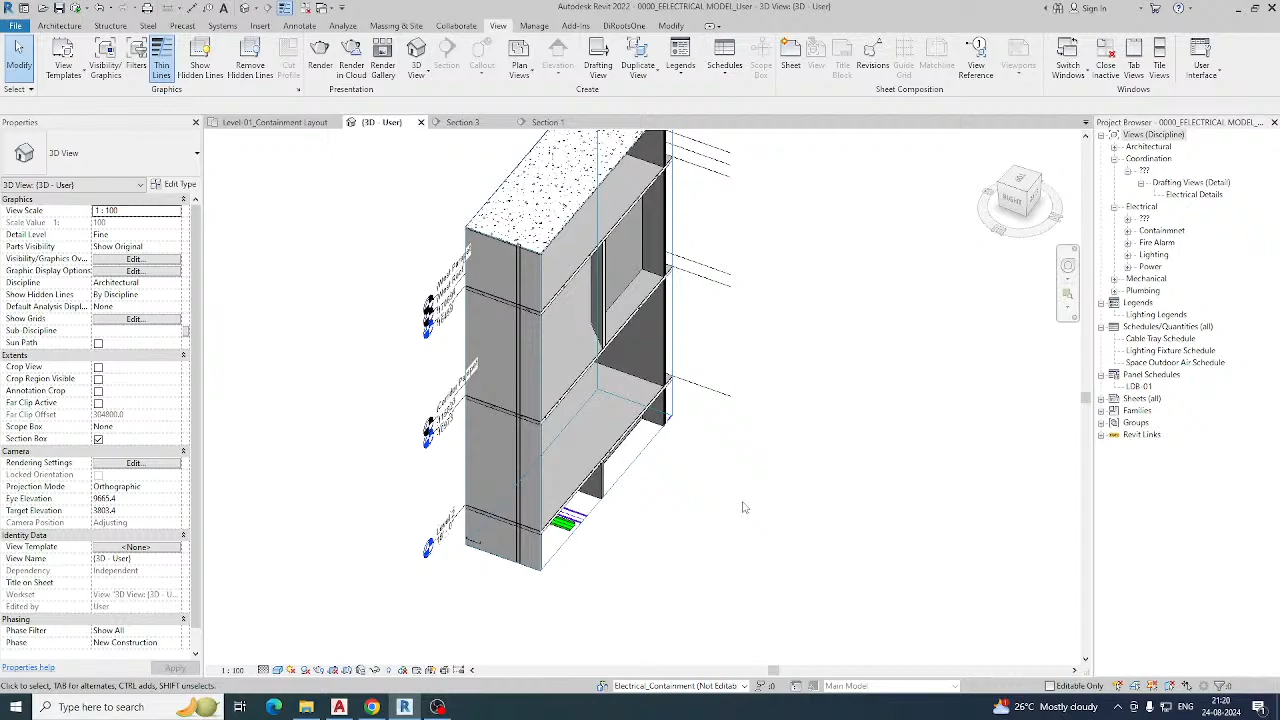 Autodesk Revit 2022 - 0000_EELECTRICAL MODEL_User - 3D View: {3D - User}
Sign In
File Architecture Structure Steel Systems Insert Annotate Analyze Massing & Site Collaborate View Manage Add-Ins DiRootsOne Modify
Modify View Templates Visibility/ Graphics Filters Thin Lines Show Hidden Lines Remove Hidden Lines Cut Profile Render Render in Cloud Render Gallery 3D View Section Callout Plan Views Elevation Drafting View Duplicate View Legends Schedules Scope Box Sheet View Title Block Revisions Guide Grid Matchline View Reference Viewports Switch Windows Close Inactive Tab Views Tile Views User Interface
Select Graphics Presentation Create Sheet Composition Windows
Properties
Level-01_Containment Layout {3D - User} Section 3 Section 1
Project Browser - 0000_EELECTRICAL MODEL_...
3D View
3D View: {3D - User} Edit Type
Graphics
View Scale 1 : 100
Scale Value 1: 100
Detail Level Fine
Parts Visibility Show Original
Visibility/Graphics Ov... Edit...
Graphic Display Options Edit...
Discipline Architectural
Show Hidden Lines By Discipline
Default Analysis Displ... None
Show Grids Edit...
Sub-Discipline
Sun Path
Extents
Crop View
Crop Region Visible
Annotation Crop
Far Clip Active
Far Clip Offset 304800.0
Scope Box None
Section Box
Camera
Rendering Settings Edit...
Locked Orientation
Projection Mode Orthographic
Eye Elevation 9665.4
Target Elevation 3803.4
Camera Position Adjusting
Identity Data
View Template <None>
View Name {3D - User}
Dependency Independent
Title on Sheet
Workset View "3D View: {3D - U...
Edited by User
Phasing
Phase Filter Show All
Phase New Construction
Properties help Apply
RIGHT
Views (Discipline)
Architectural
Coordination
???
Drafting Views (Detail)
Electrical Details
Electrical
???
Containemet
Fire Alarm
Lighting
Power
Mechanical
Plumbing
Legends
Lighting Legends
Schedules/Quantities (all)
Cable Tray Schedule
Lighting Fixture Schedule
Space Outdoor Air Schedule
Panel Schedules
LDB-01
Sheets (all)
Families
Groups
Revit Links
1 : 100
Click to select, TAB for alternates, CTRL adds, SHIFT unselects.
Electrical_Containment (Not Editab :0 Main Model Editable Only :0
Type here to search
26°C Mostly cloudy
21:20
24-08-2024